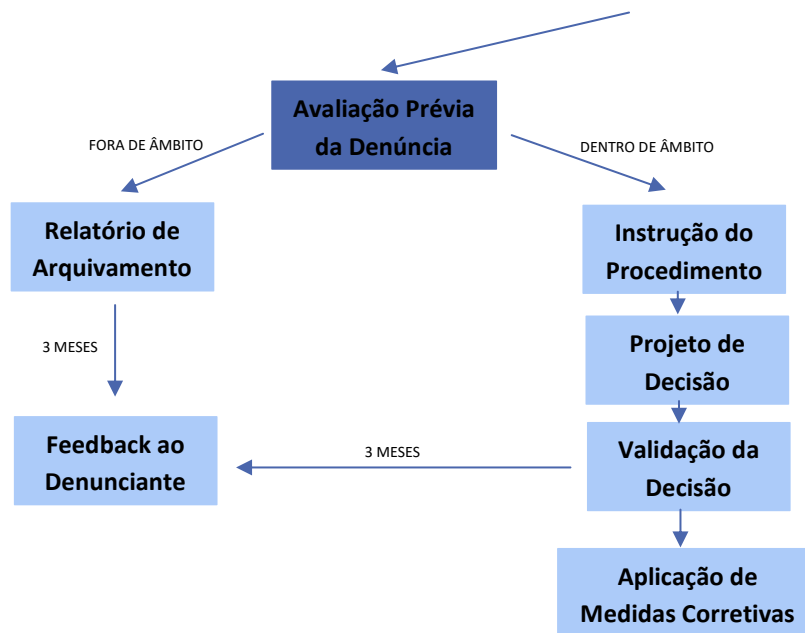 Avaliação Prévia
da Denúncia
FORA DE ÂMBITO
DENTRO DE ÂMBITO
Relatório de
Arquivamento
Instrução do
Procedimento
3 MESES
Projeto de
Decisão
Feedback ao
Denunciante
3 MESES
Validação da
Decisão
Aplicação de
Medidas Corretivas